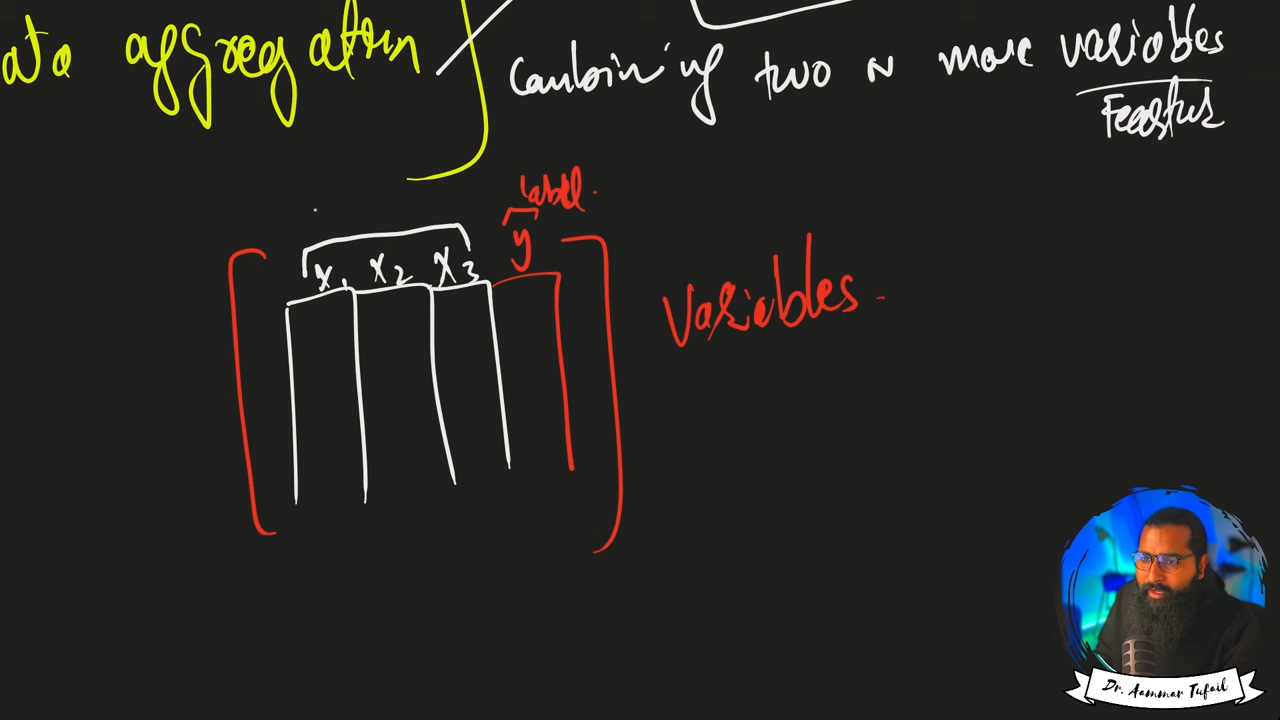 ata aggregation
Combining two or more variables
Features
label.
y
x1 x2 x3
Variables.
Dr. Aammar Tufail